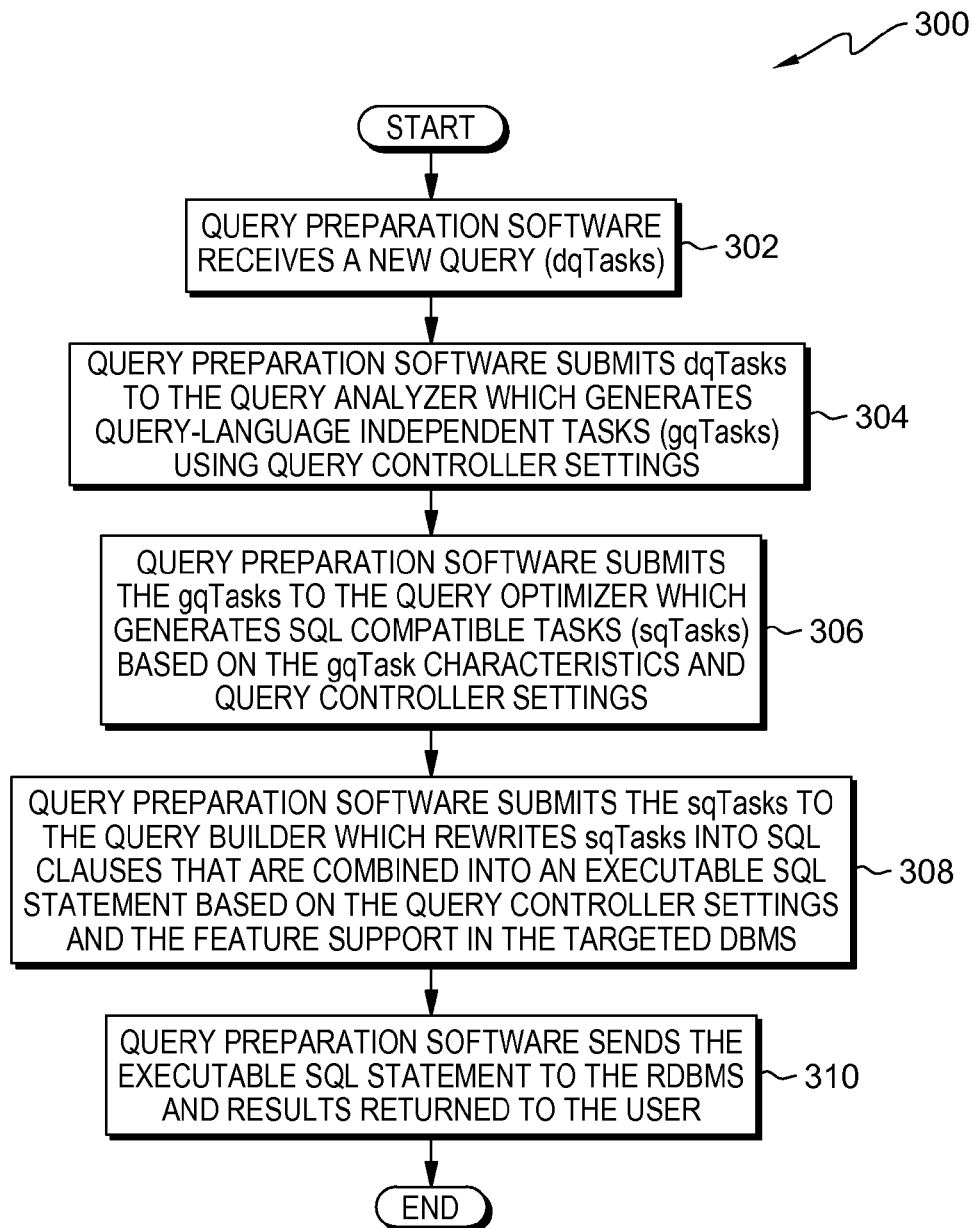 300
START
QUERY PREPARATION SOFTWARE
RECEIVES A NEW QUERY (dqTasks)
302
QUERY PREPARATION SOFTWARE SUBMITS dqTasks
TO THE QUERY ANALYZER WHICH GENERATES
QUERY-LANGUAGE INDEPENDENT TASKS (gqTasks)
USING QUERY CONTROLLER SETTINGS
304
QUERY PREPARATION SOFTWARE SUBMITS
THE gqTasks TO THE QUERY OPTIMIZER WHICH
GENERATES SQL COMPATIBLE TASKS (sqTasks)
BASED ON THE gqTask CHARACTERISTICS AND
QUERY CONTROLLER SETTINGS
306
QUERY PREPARATION SOFTWARE SUBMITS THE sqTasks TO
THE QUERY BUILDER WHICH REWRITES sqTasks INTO SQL
CLAUSES THAT ARE COMBINED INTO AN EXECUTABLE SQL
STATEMENT BASED ON THE QUERY CONTROLLER SETTINGS
AND THE FEATURE SUPPORT IN THE TARGETED DBMS
308
QUERY PREPARATION SOFTWARE SENDS THE
EXECUTABLE SQL STATEMENT TO THE RDBMS
AND RESULTS RETURNED TO THE USER
310
END